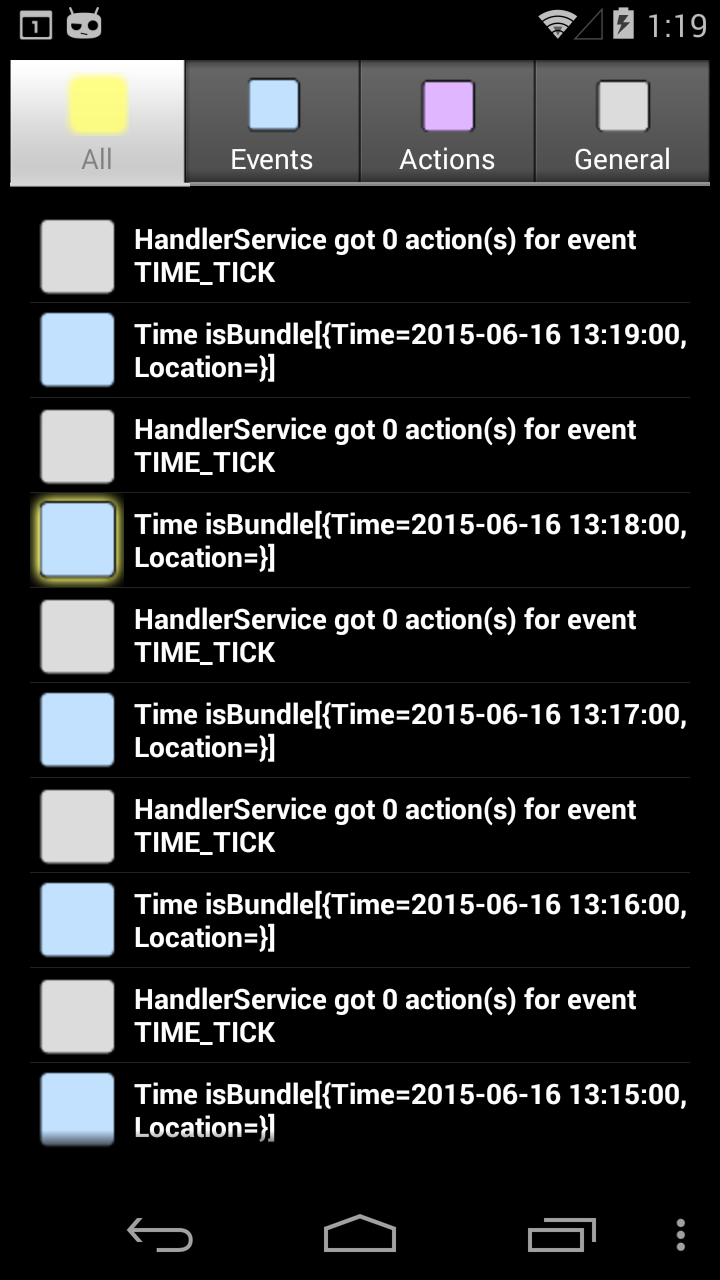 1
1:19
All
Events
Actions
General
HandlerService got 0 action(s) for event
TIME_TICK
Time isBundle[{Time=2015-06-16 13:19:00,
Location=}]
HandlerService got 0 action(s) for event
TIME_TICK
Time isBundle[{Time=2015-06-16 13:18:00,
Location=}]
HandlerService got 0 action(s) for event
TIME_TICK
Time isBundle[{Time=2015-06-16 13:17:00,
Location=}]
HandlerService got 0 action(s) for event
TIME_TICK
Time isBundle[{Time=2015-06-16 13:16:00,
Location=}]
HandlerService got 0 action(s) for event
TIME_TICK
Time isBundle[{Time=2015-06-16 13:15:00,
Location=}]